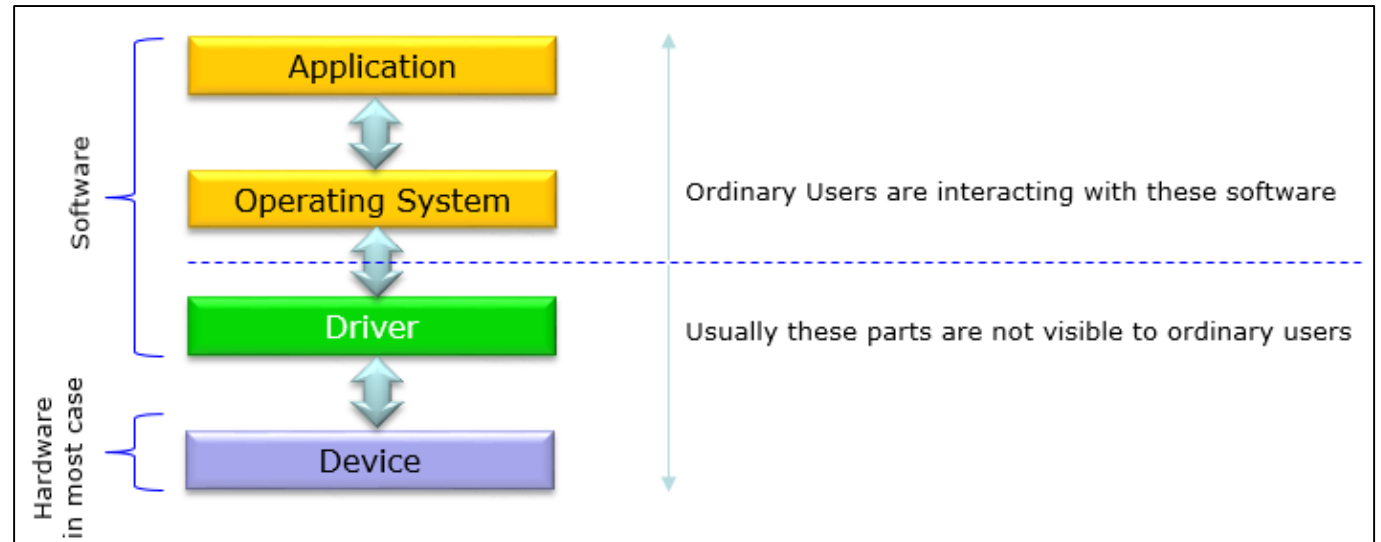 Application
Software
Operating System
Ordinary Users are interacting with these software
Driver
Usually these parts are not visible to ordinary users
Hardware
in most case
Device